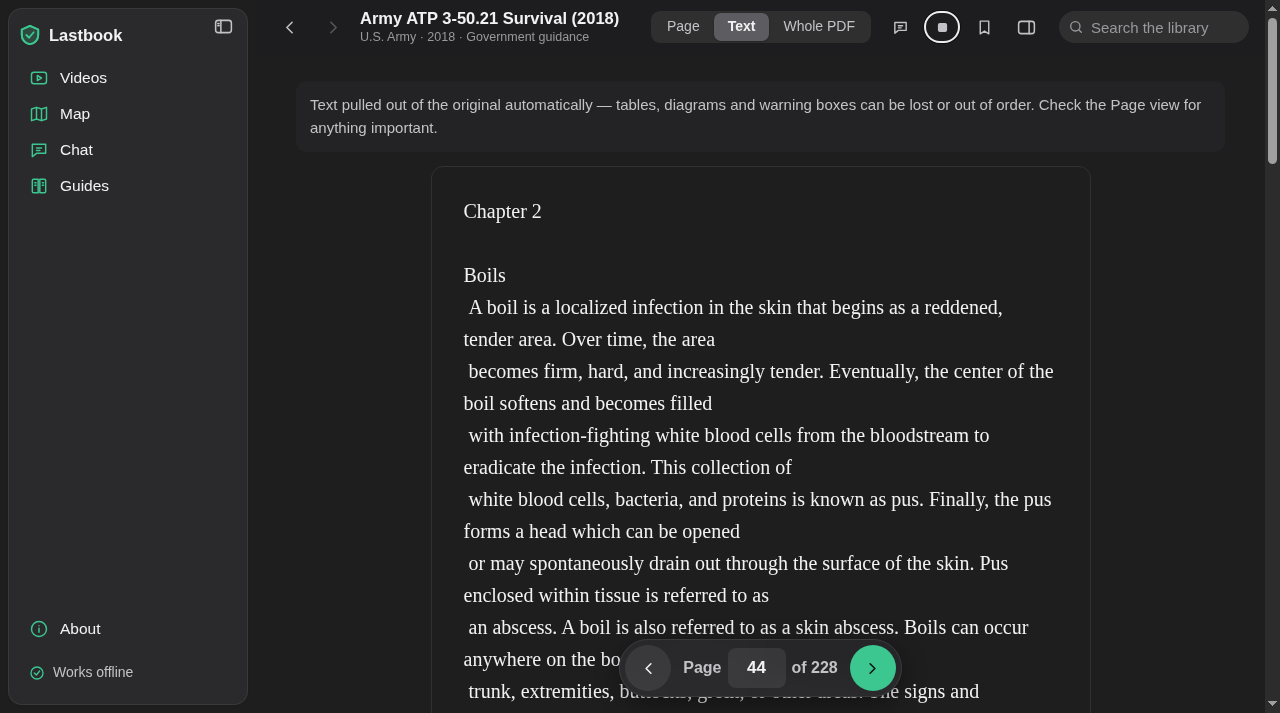 Lastbook
Videos
Map
Chat
Guides
About
Works offline
Army ATP 3-50.21 Survival (2018)
U.S. Army · 2018 · Government guidance
Page
Text
Whole PDF
Search the library
Text pulled out of the original automatically — tables, diagrams and warning boxes can be lost or out of order. Check the Page view for
anything important.
Chapter 2
Boils
A boil is a localized infection in the skin that begins as a reddened,
tender area. Over time, the area
becomes firm, hard, and increasingly tender. Eventually, the center of the
boil softens and becomes filled
with infection-fighting white blood cells from the bloodstream to
eradicate the infection. This collection of
white blood cells, bacteria, and proteins is known as pus. Finally, the pus
forms a head which can be opened
or may spontaneously drain out through the surface of the skin. Pus
enclosed within tissue is referred to as
an abscess. A boil is also referred to as a skin abscess. Boils can occur
anywhere on the
trunk, extremities, signs and
Page 44 of 228